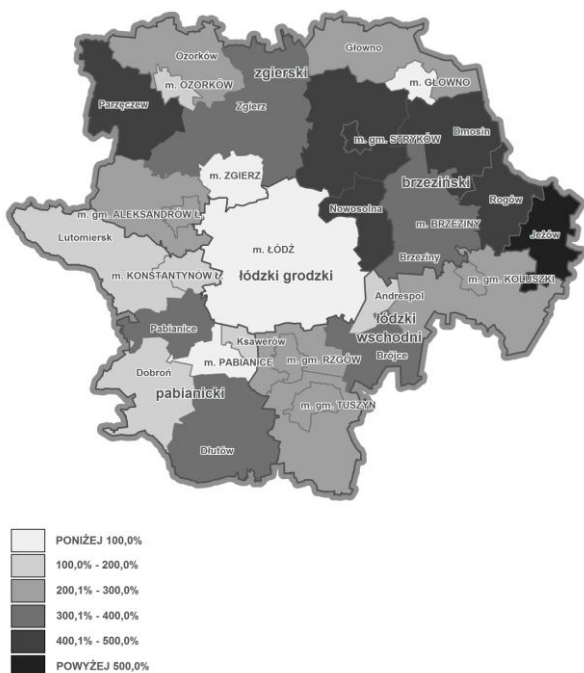 Ozorków
Głowno
zgierski
m. OZORKÓW
m. GŁOWNO
Parzęczew
Zgierz
Dmosin
m. gm. STRYKÓW
m. ZGIERZ
brzeziński
Rogów
m. gm. ALEKSANDRÓW Ł.
Nowosolna
m. BRZEZINY
Lutomiersk
Jeżów
m. ŁÓDŹ
Brzeziny
m. KONSTANTYNÓW Ł.
łódzki grodzki
m. gm. KOLUSZKI
Andrespol
łódzki
wschodni
Pabianice
Ksawerów
Brójce
m. PABIANICE
m. gm. RZGÓW
Dobroń
pabianicki
m. gm. TUSZYN
Dłutów
PONIŻEJ 100,0%
100,0% - 200,0%
200,1% - 300,0%
300,1% - 400,0%
400,1% - 500,0%
POWYŻEJ 500,0%